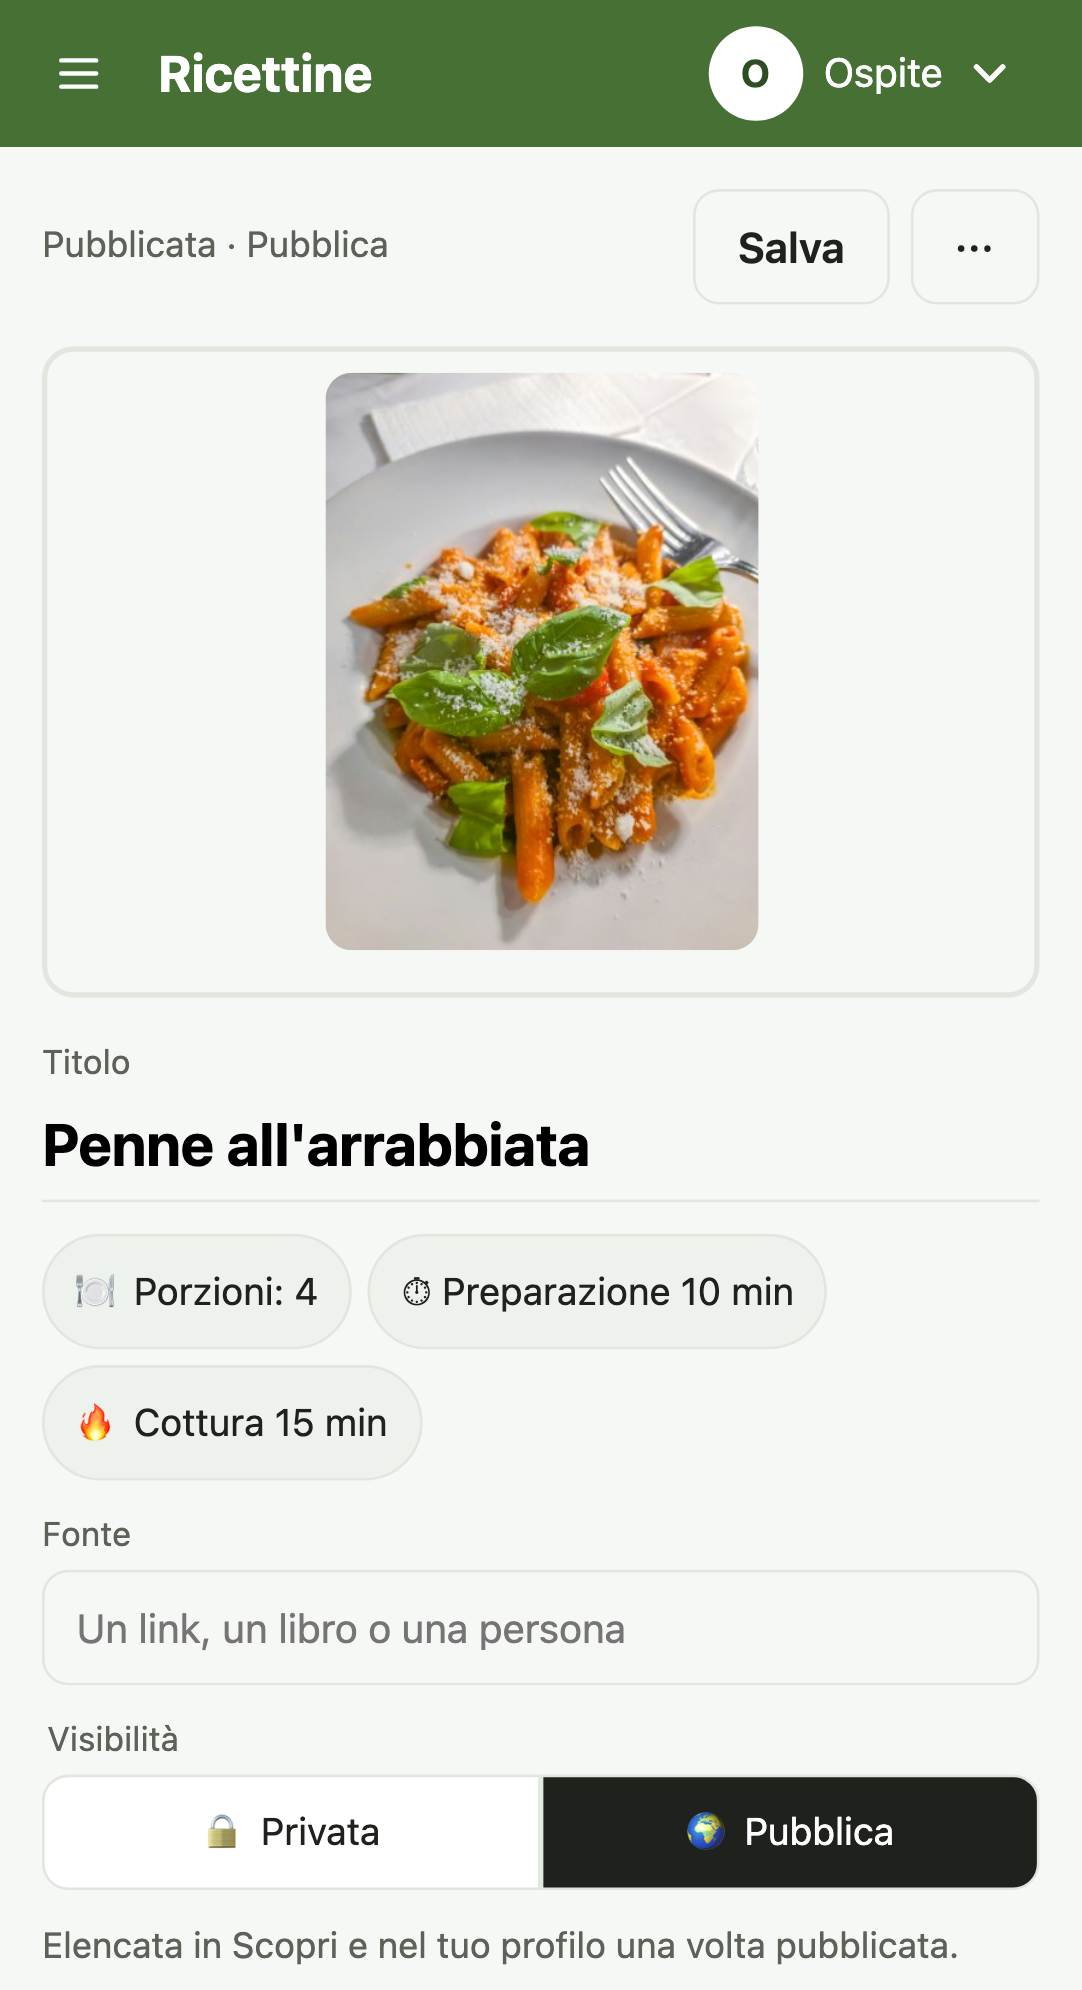 Ricettine
O Ospite
Pubblicata · Pubblica
Salva
...
Titolo
Penne all'arrabbiata
🍽️ Porzioni: 4
⏱ Preparazione 10 min
🔥 Cottura 15 min
Fonte
Un link, un libro o una persona
Visibilità
🔒 Privata
🌍 Pubblica
Elencata in Scopri e nel tuo profilo una volta pubblicata.